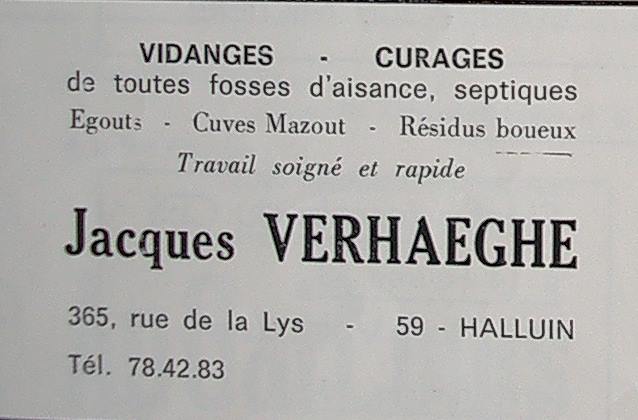 VIDANGES - CURAGES
de toutes fosses d'aisance, septiques
Egouts - Cuves Mazout - Résidus boueux
Travail soigné et rapide
Jacques VERHAEGHE
365, rue de la Lys - 59 - HALLUIN
Tél. 78.42.83